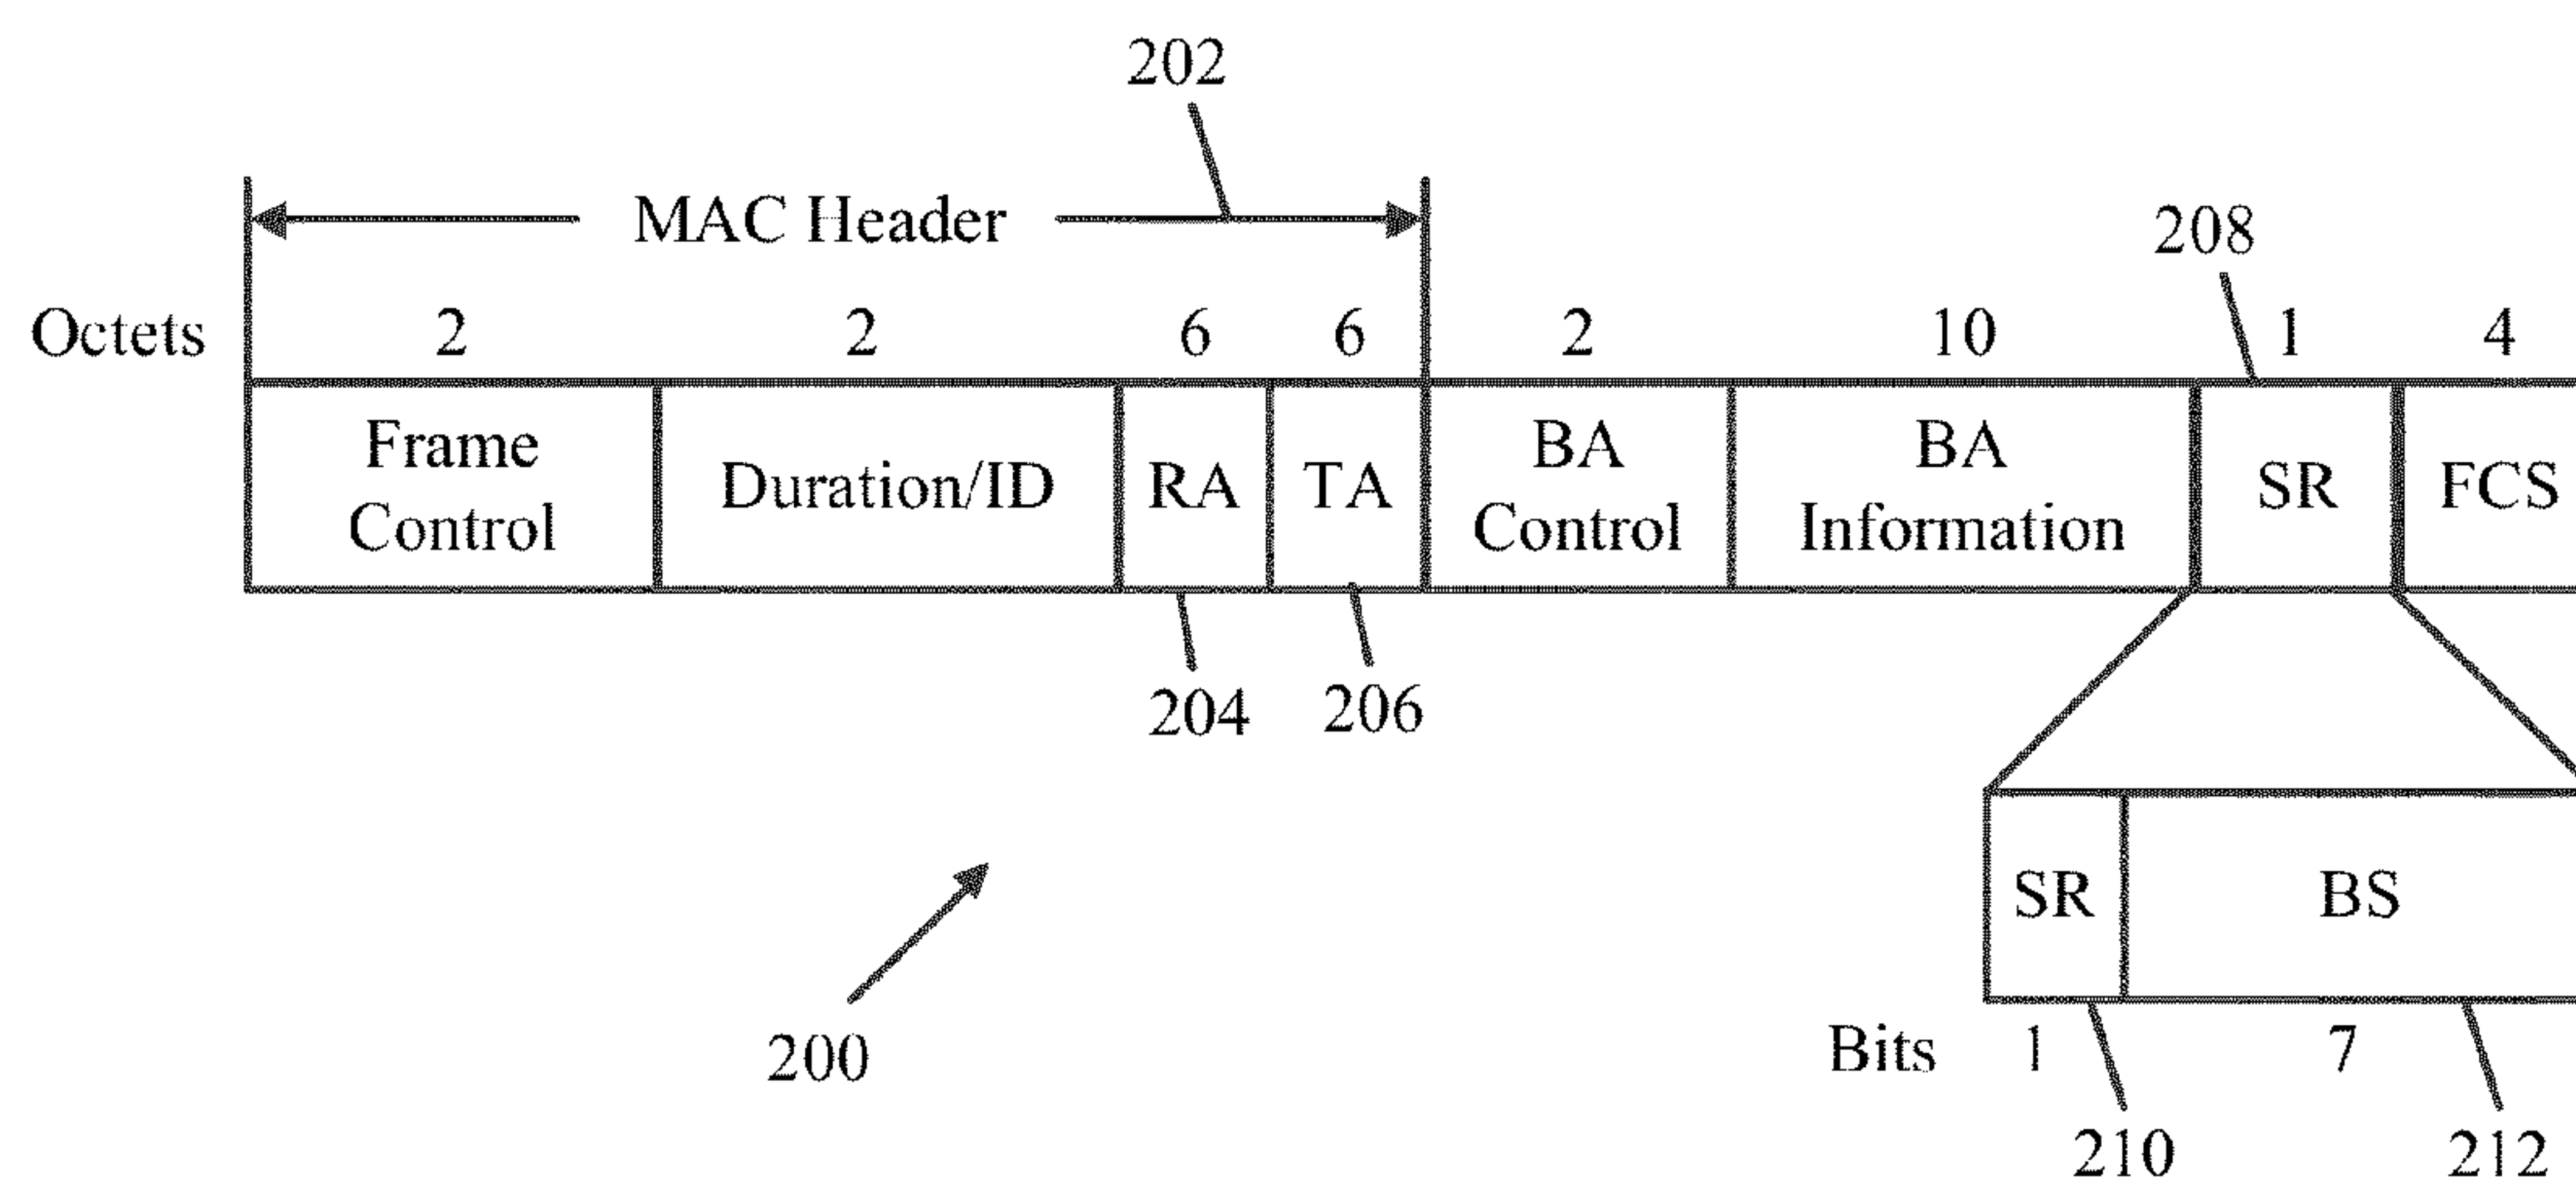 202
MAC Header
208
Octets 2 2 6 6 2 10 1 4
Frame Control
Duration/ID
RA
TA
BA Control
BA Information
SR
FCS
204
206
SR
BS
200
Bits 1 7
210
212